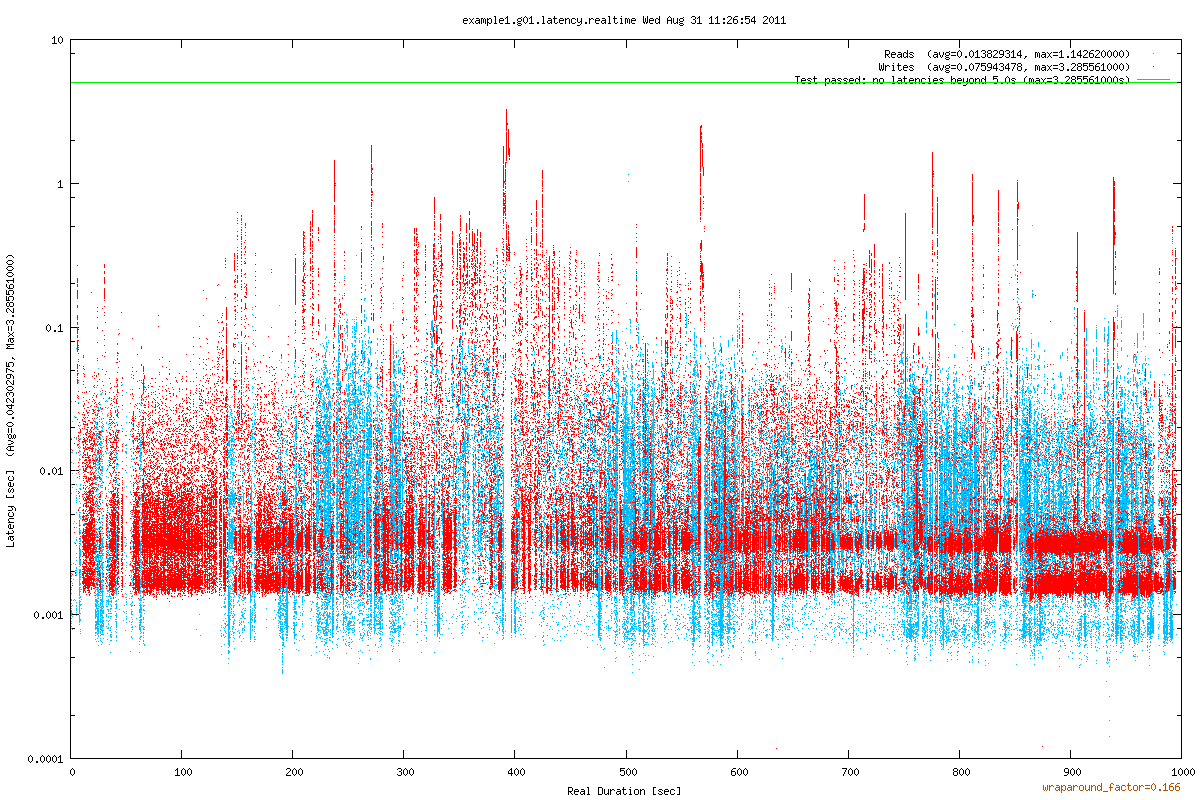 example1.g01.latency.realtime Wed Aug 31 11:26:54 2011
Reads (avg=0.013829314, max=1.142620000)
Writes (avg=0.075943478, max=3.285561000)
Test passed: no latencies beyond 5.0s (max=3.285561000s)
10
1
0.1
0.01
0.001
0.0001
Latency [sec] (Avg=0.042302975, Max=3.285561000)
0 100 200 300 400 500 600 700 800 900 1000
Real Duration [sec]
wraparound_factor=0.166